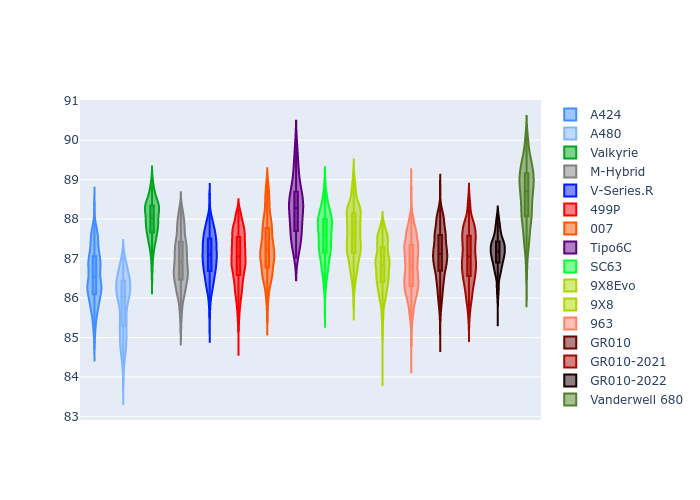 91
90
89
88
87
86
85
84
83
A424
A480
Valkyrie
M-Hybrid
V-Series.R
499P
007
Tipo6C
SC63
9X8Evo
9X8
963
GR010
GR010-2021
GR010-2022
Vanderwell 680